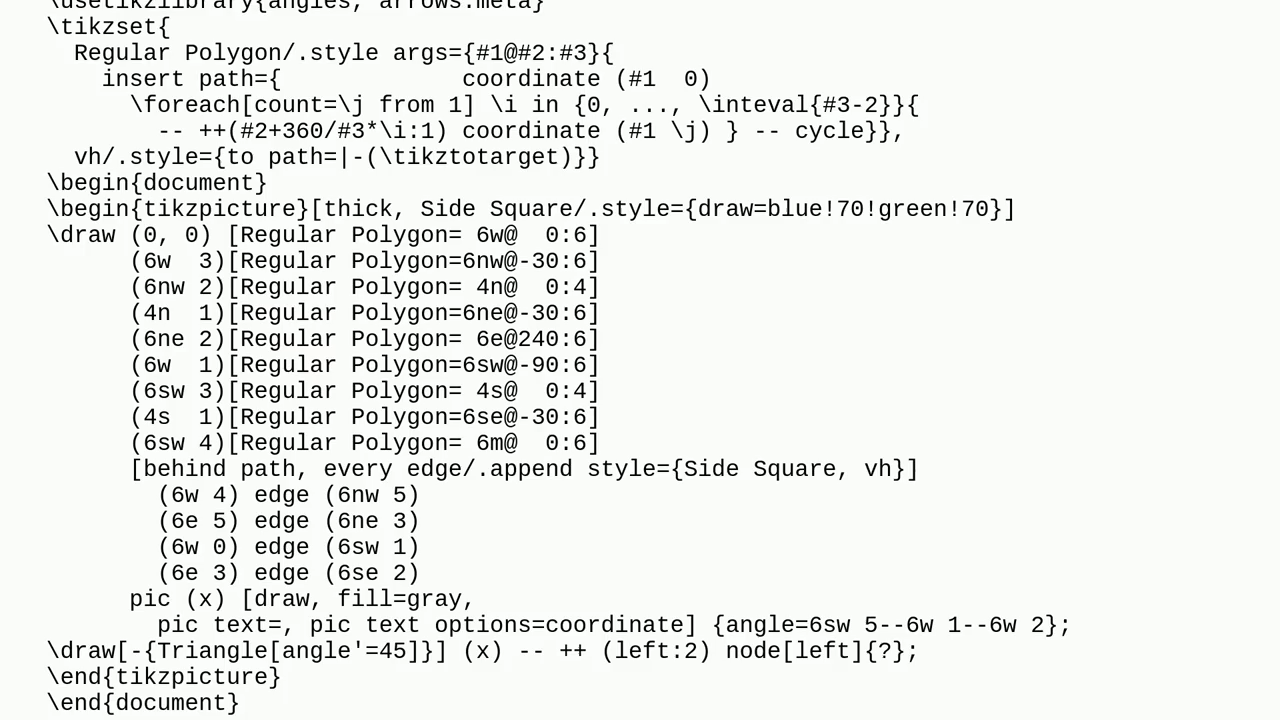 \usetikzlibrary{angles, arrows.meta}
\tikzset{
  Regular Polygon/.style args={#1@#2:#3}{
    insert path={             coordinate (#1  0)
      \foreach[count=\j from 1] \i in {0, ..., \inteval{#3-2}}{
        -- ++(#2+360/#3*\i:1) coordinate (#1 \j) } -- cycle}},
  vh/.style={to path=|-(\tikztotarget)}}
\begin{document}
\begin{tikzpicture}[thick, Side Square/.style={draw=blue!70!green!70}]
\draw (0, 0) [Regular Polygon= 6w@  0:6]
      (6w  3)[Regular Polygon=6nw@-30:6]
      (6nw 2)[Regular Polygon= 4n@  0:4]
      (4n  1)[Regular Polygon=6ne@-30:6]
      (6ne 2)[Regular Polygon= 6e@240:6]
      (6w  1)[Regular Polygon=6sw@-90:6]
      (6sw 3)[Regular Polygon= 4s@  0:4]
      (4s  1)[Regular Polygon=6se@-30:6]
      (6sw 4)[Regular Polygon= 6m@  0:6]
      [behind path, every edge/.append style={Side Square, vh}]
        (6w 4) edge (6nw 5)
        (6e 5) edge (6ne 3)
        (6w 0) edge (6sw 1)
        (6e 3) edge (6se 2)
      pic (x) [draw, fill=gray,
        pic text=, pic text options=coordinate] {angle=6sw 5--6w 1--6w 2};
\draw[-{Triangle[angle'=45]}] (x) -- ++ (left:2) node[left]{?};
\end{tikzpicture}
\end{document}